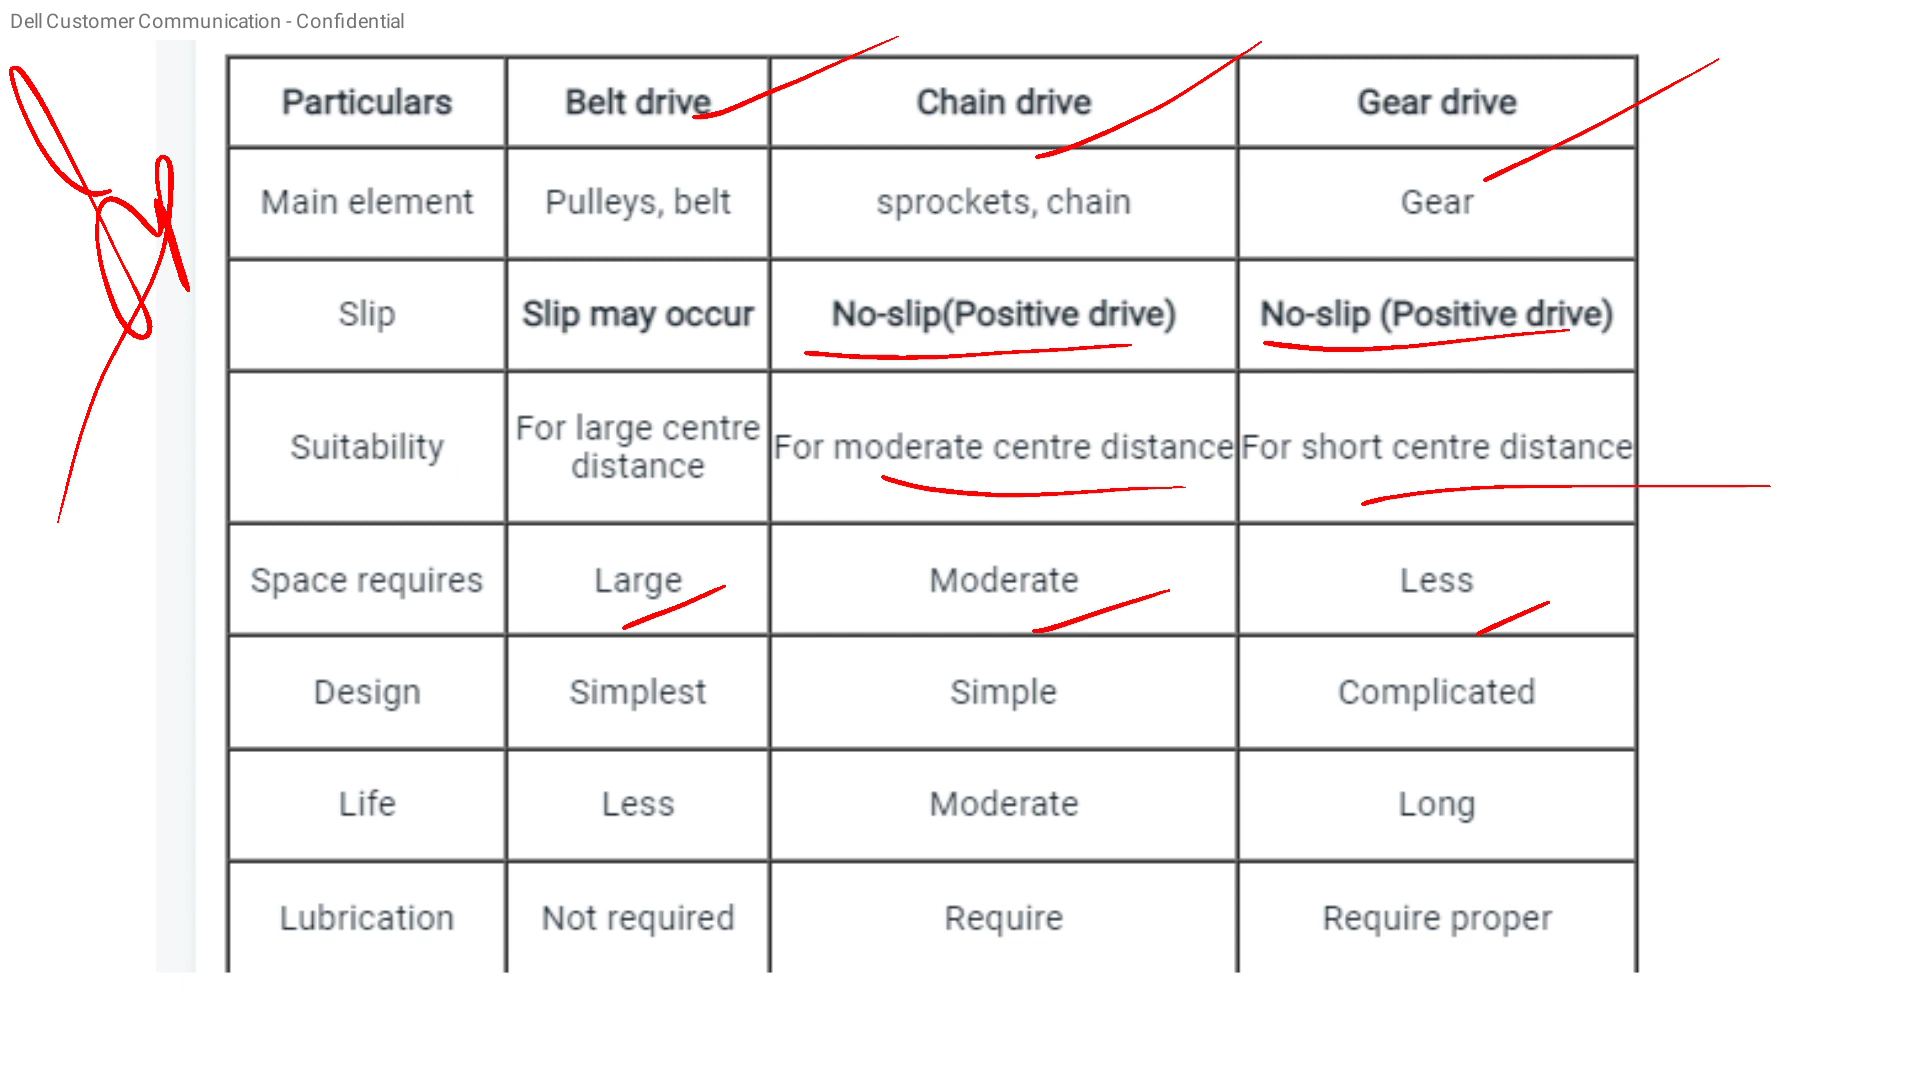 Dell Customer Communication - Confidential
Particulars Belt drive Chain drive Gear drive
Main element Pulleys, belt sprockets, chain Gear
Slip Slip may occur No-slip(Positive drive) No-slip (Positive drive)
Suitability For large centre distance For moderate centre distance For short centre distance
Space requires Large Moderate Less
Design Simplest Simple Complicated
Life Less Moderate Long
Lubrication Not required Require Require proper